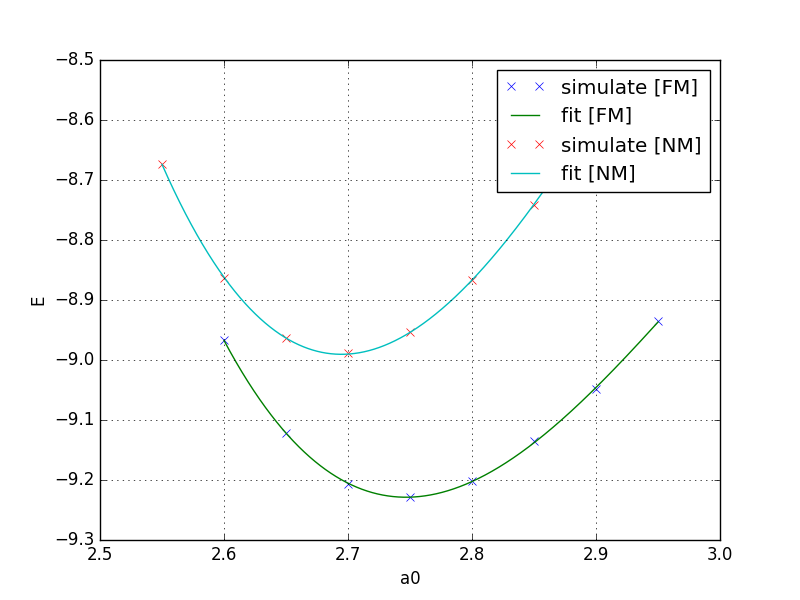 −8.5
−8.6
−8.7
−8.8
−8.9
−9.0
−9.1
−9.2
−9.3
E
simulate [FM]
fit [FM]
simulate [NM]
fit [NM]
2.5 2.6 2.7 2.8 2.9 3.0
a0